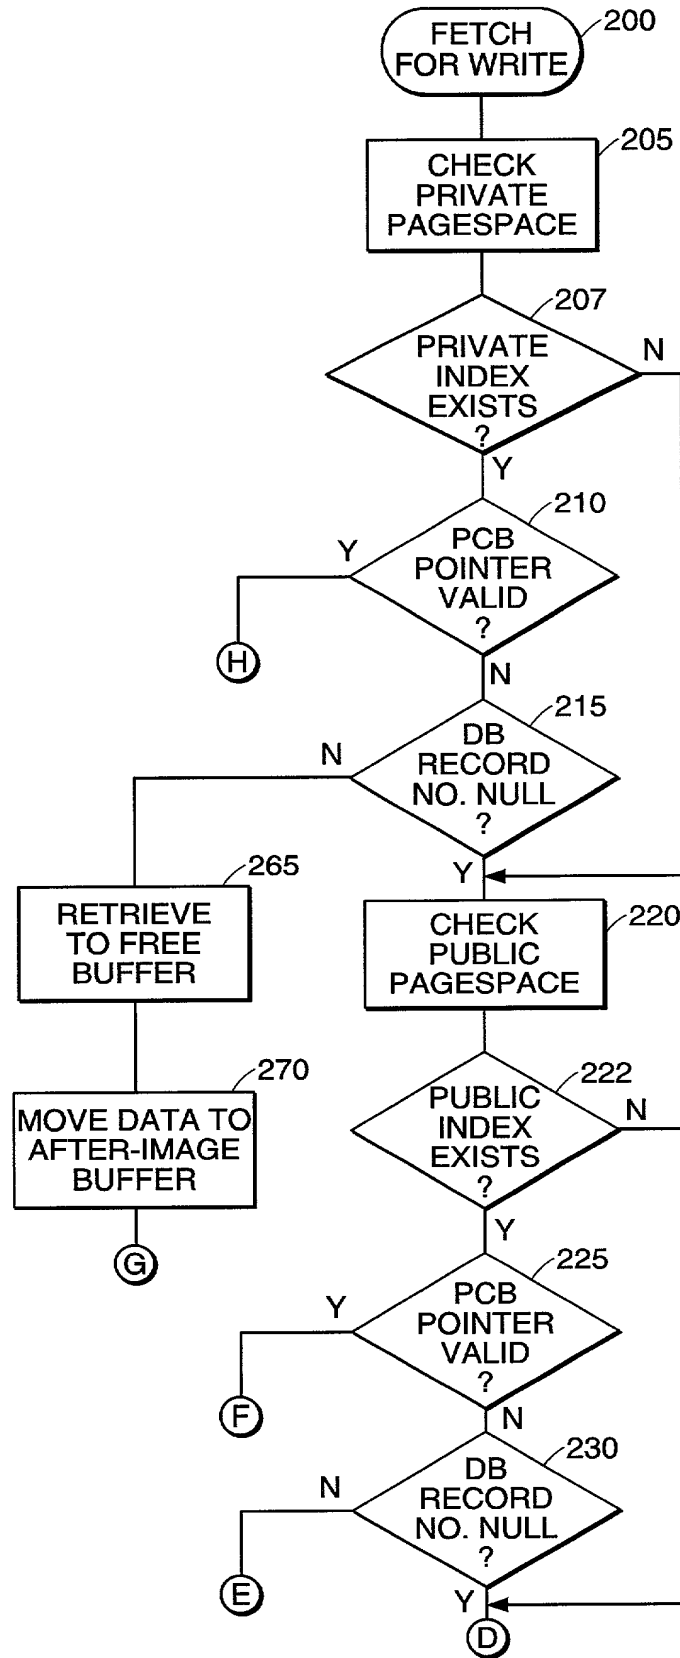 FETCH
FOR WRITE
200
CHECK
PRIVATE
PAGESPACE
205
PRIVATE
INDEX
EXISTS
?
207
N
Y
PCB
POINTER
VALID
?
210
Y
H
N
DB
RECORD
NO. NULL
?
215
N
Y
RETRIEVE
TO FREE
BUFFER
265
CHECK
PUBLIC
PAGESPACE
220
MOVE DATA TO
AFTER-IMAGE
BUFFER
270
G
PUBLIC
INDEX
EXISTS
?
222
N
Y
PCB
POINTER
VALID
?
225
Y
F
N
DB
RECORD
NO. NULL
?
230
N
E
Y
D